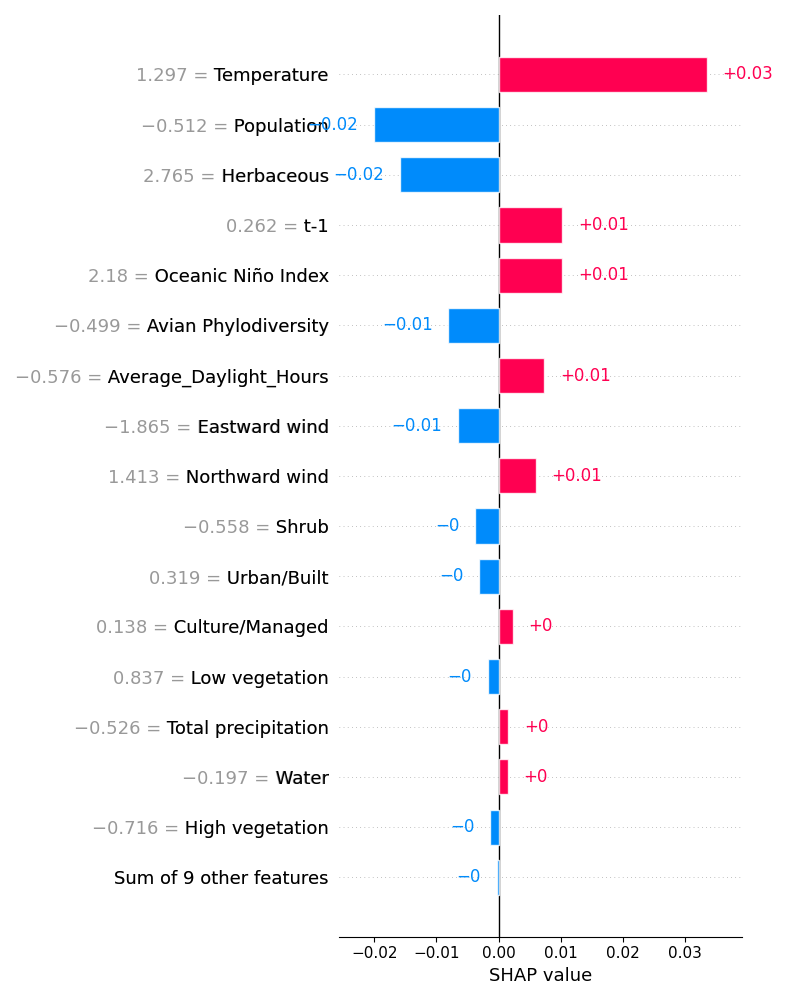 1.297 = Temperature +0.03
−0.512 = Population −0.02
2.765 = Herbaceous −0.02
0.262 = t-1 +0.01
2.18 = Oceanic Niño Index +0.01
−0.499 = Avian Phylodiversity −0.01
−0.576 = Average_Daylight_Hours +0.01
−1.865 = Eastward wind −0.01
1.413 = Northward wind +0.01
−0.558 = Shrub −0
0.319 = Urban/Built −0
0.138 = Culture/Managed +0
0.837 = Low vegetation −0
−0.526 = Total precipitation +0
−0.197 = Water +0
−0.716 = High vegetation −0
Sum of 9 other features −0
−0.02 −0.01 0.00 0.01 0.02 0.03
SHAP value